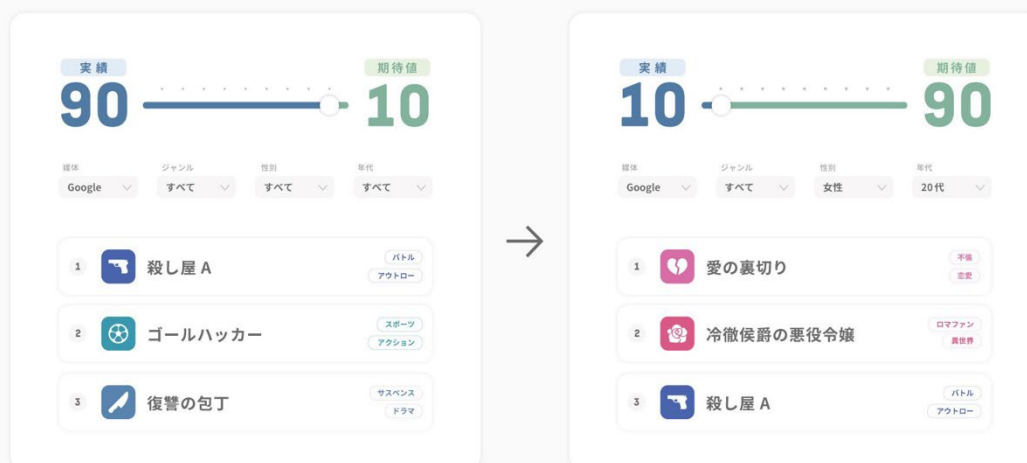 実績 期待値
90 10
媒体 ジャンル 性別 年代
Google すべて すべて すべて
1 殺し屋 A バトル アウトロー
2 ゴールハッカー スポーツ アクション
3 復讐の包丁 サスペンス ドラマ
→
実績 期待値
10 90
媒体 ジャンル 性別 年代
Google すべて 女性 20代
1 愛の裏切り 不倫 恋愛
2 冷徹侯爵の悪役令嬢 ロマファン 異世界
3 殺し屋 A バトル アウトロー